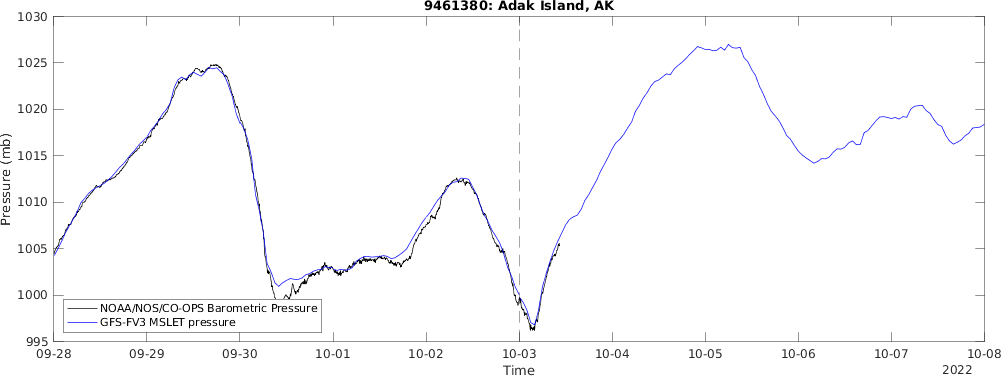 9461380: Adak Island, AK
Pressure (mb)
1030
1025
1020
1015
1010
1005
1000
995
NOAA/NOS/CO-OPS Barometric Pressure
GFS-FV3 MSLET pressure
09-28 09-29 09-30 10-01 10-02 10-03 10-04 10-05 10-06 10-07 10-08
Time
2022